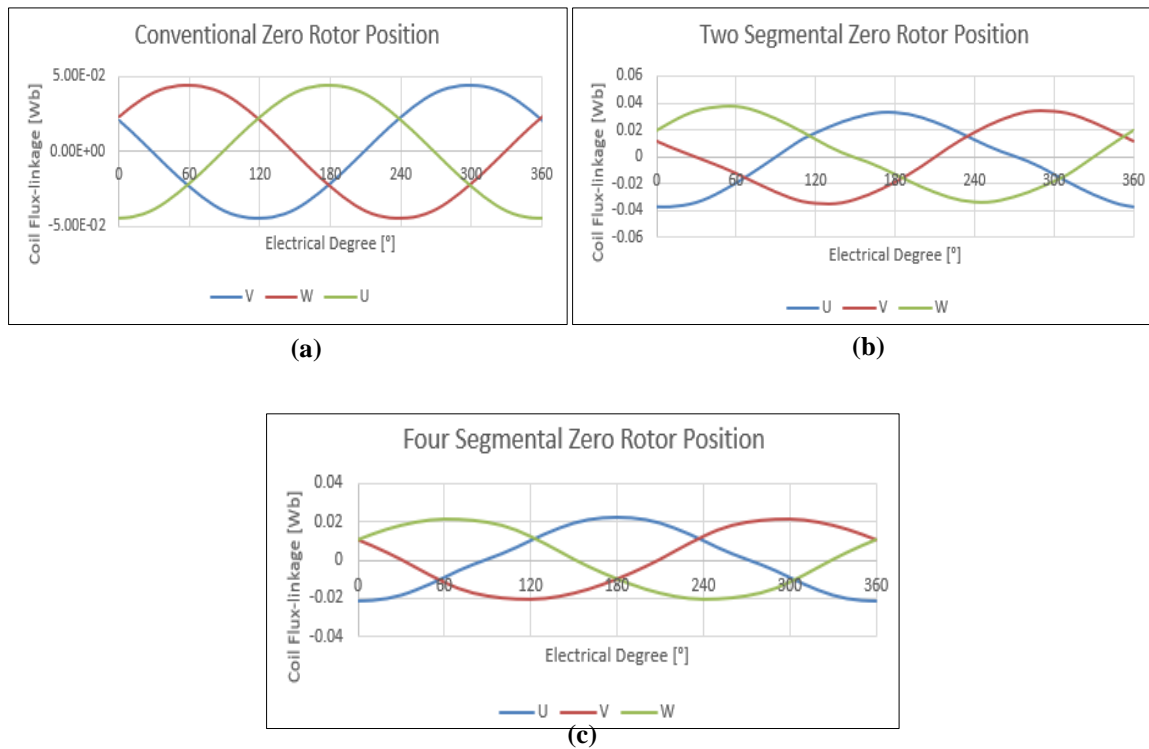 Conventional Zero Rotor Position
Coil Flux-linkage [Wb]
5.00E-02
0.00E+00
-5.00E-02
0 60 120 180 240 300 360
Electrical Degree [°]
V W U
(a)
Two Segmental Zero Rotor Position
Coil Flux-linkage [Wb]
0.06
0.04
0.02
0
-0.02
-0.04
-0.06
0 60 120 180 240 300 360
Electrical Degree [°]
U V W
(b)
Four Segmental Zero Rotor Position
Coil Flux-linkage [Wb]
0.04
0.02
0
-0.02
-0.04
0 60 120 180 240 300 360
Electrical Degree [°]
U V W
(c)